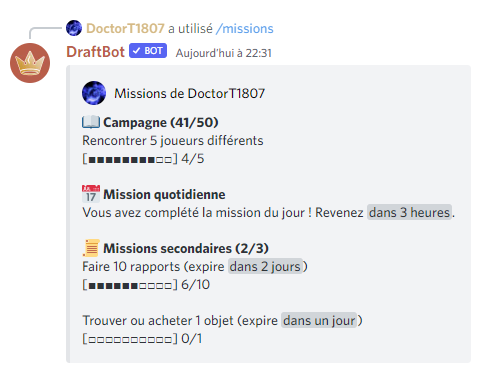 DoctorT1807 a utilisé /missions
DraftBot ✓ BOT Aujourd'hui à 22:31
Missions de DoctorT1807
Campagne (41/50)
Rencontrer 5 joueurs différents
[■■■■■■■■□□] 4/5
Mission quotidienne
Vous avez complété la mission du jour ! Revenez dans 3 heures.
Missions secondaires (2/3)
Faire 10 rapports (expire dans 2 jours)
[■■■■■■□□□□] 6/10
Trouver ou acheter 1 objet (expire dans un jour)
[□□□□□□□□□□] 0/1